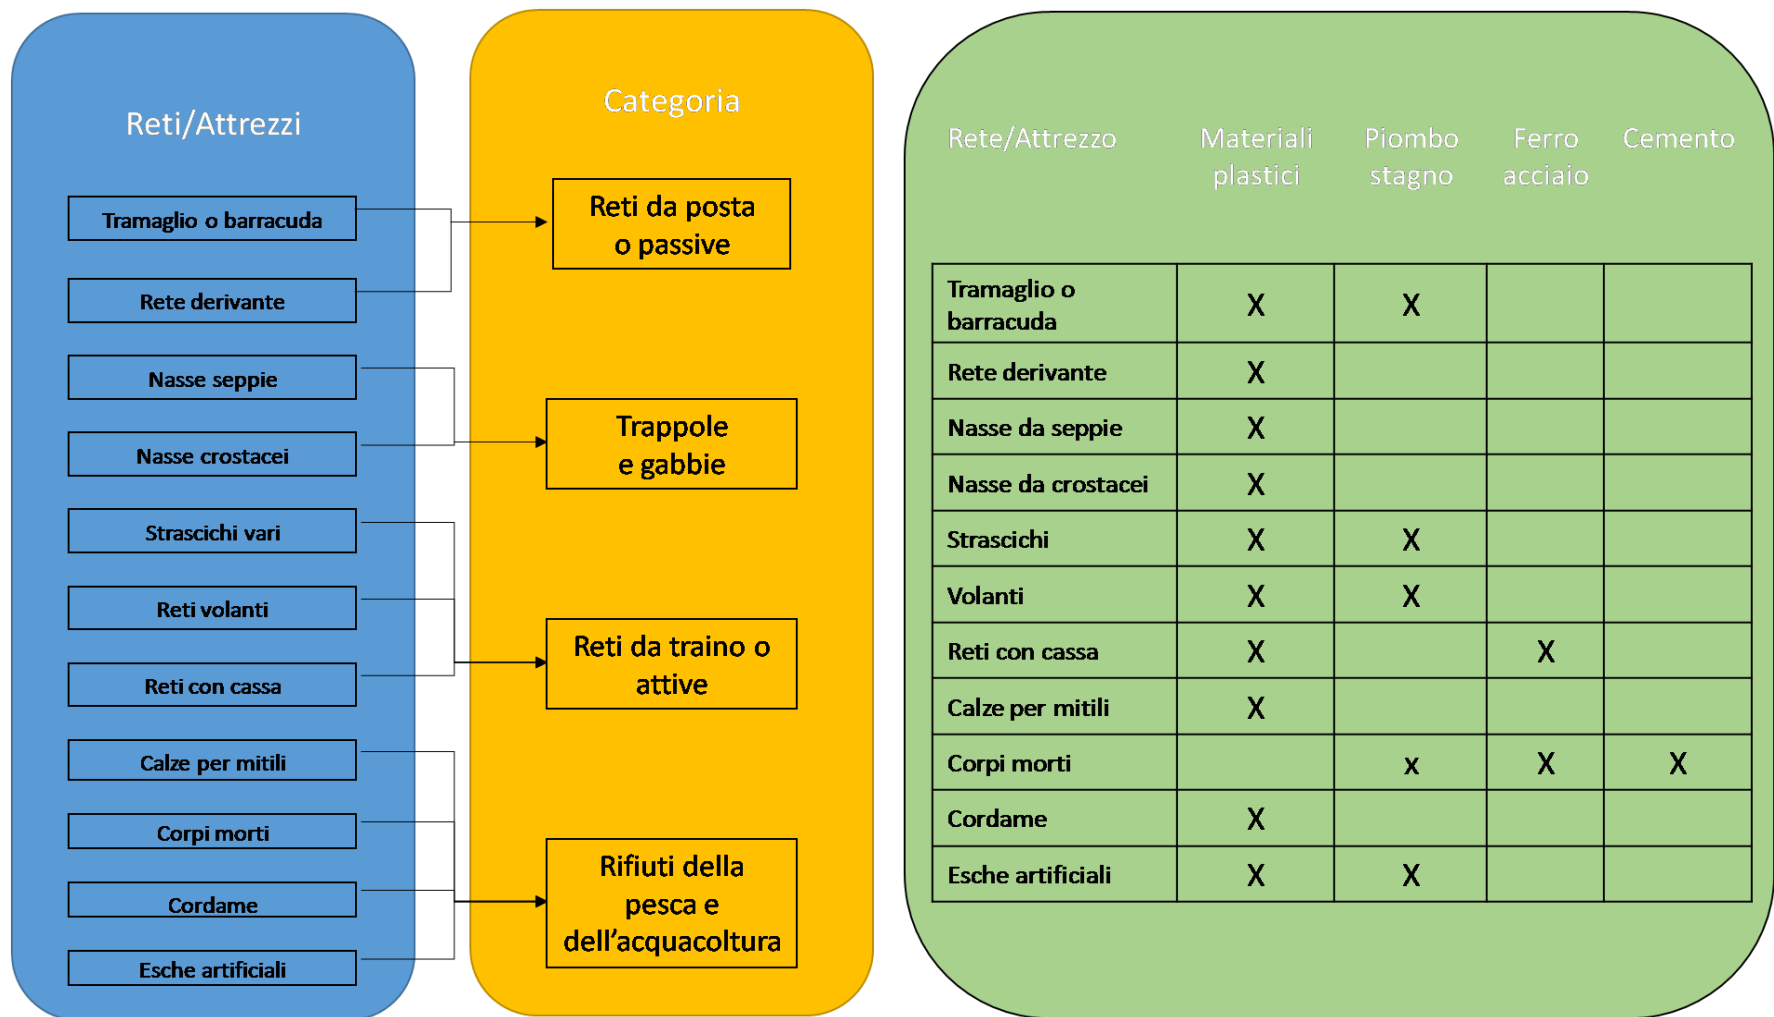 Reti/Attrezzi
Tramaglio o barracuda
Rete derivante
Nasse seppie
Nasse crostacei
Strascichi vari
Reti volanti
Reti con cassa
Calze per mitili
Corpi morti
Cordame
Esche artificiali
Categoria
Reti da posta
o passive
Trappole
e gabbie
Reti da traino o
attive
Rifiuti della
pesca e
dell'acquacoltura
Rete/Attrezzo Materiali Piombo Ferro Cemento
plastici stagno acciaio
Tramaglio o
barracuda X X
Rete derivante X
Nasse da seppie X
Nasse da crostacei X
Strascichi X X
Volanti X X
Reti con cassa X X
Calze per mitili X
Corpi morti x X X
Cordame X
Esche artificiali X X